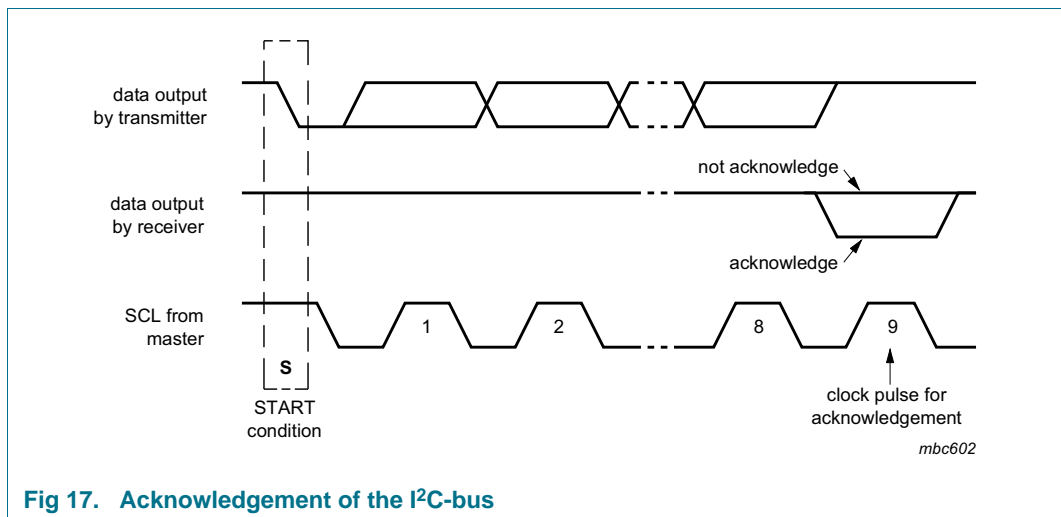 data output
by transmitter
not acknowledge
data output
by receiver
acknowledge
SCL from
master
1
2
8
9
S
START
condition
clock pulse for
acknowledgement
mbc602
Fig 17. Acknowledgement of the I²C-bus